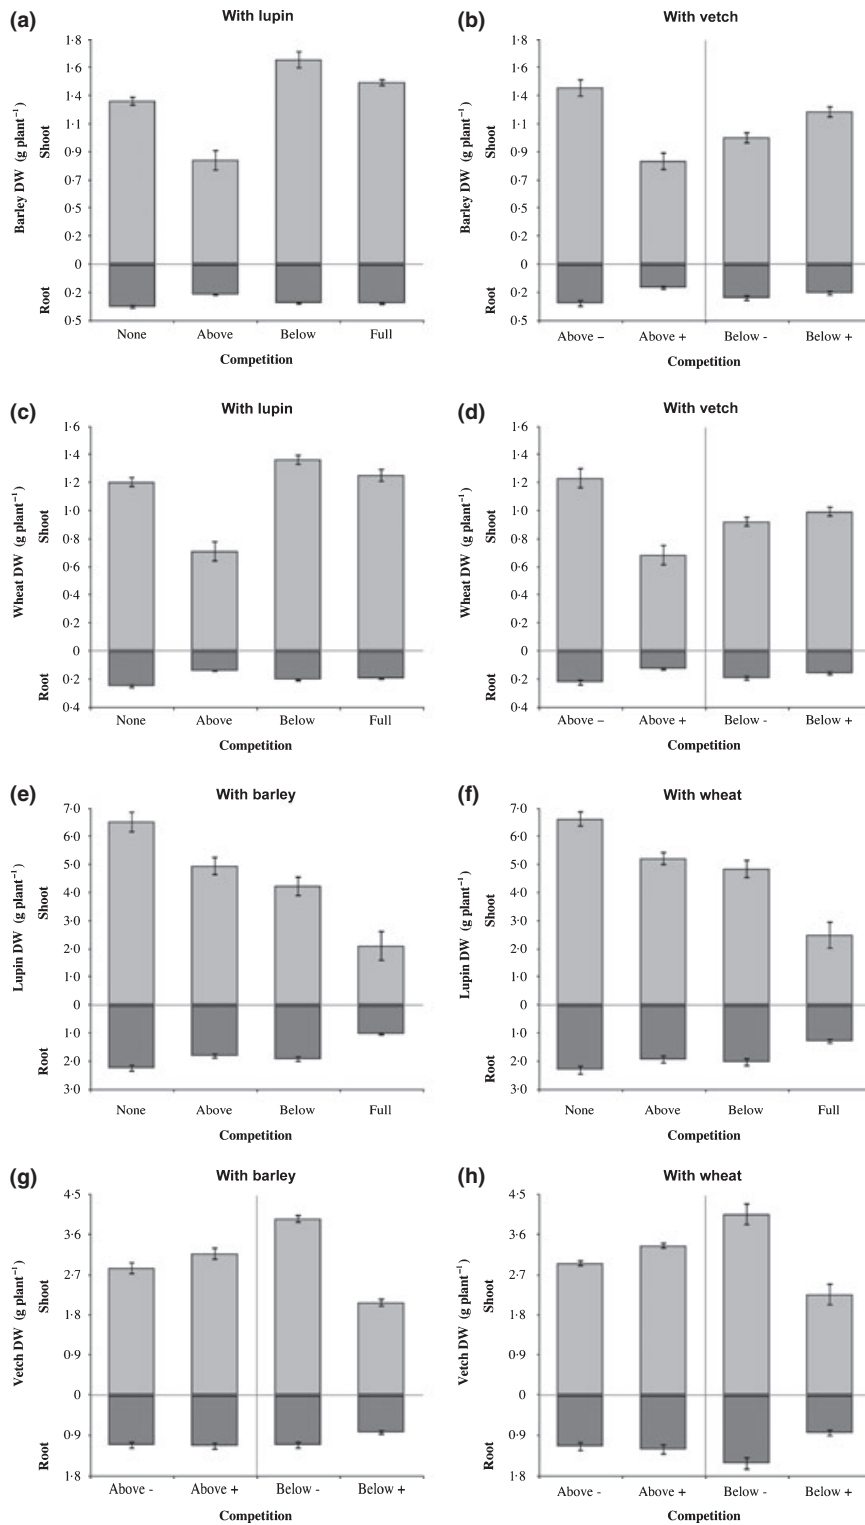 (a)
With lupin
1·8
1·6
1·4
1·1
0·9
0·7
0·5
0·2
0
0·2
0·5
Barley DW (g plant⁻¹)
Shoot
Root
None Above Below Full
Competition
(b)
With vetch
1·8
1·6
1·4
1·1
0·9
0·7
0·5
0·2
0
0·2
0·5
Barley DW (g plant⁻¹)
Shoot
Root
Above – Above + Below - Below +
Competition
(c)
With lupin
1·6
1·4
1·2
1·0
0·8
0·6
0·4
0·2
0
0·2
0·4
Wheat DW (g plant⁻¹)
Shoot
Root
None Above Below Full
Competition
(d)
With vetch
1·6
1·4
1·2
1·0
0·8
0·6
0·4
0·2
0
0·2
0·4
Wheat DW (g plant⁻¹)
Shoot
Root
Above – Above + Below - Below +
Competition
(e)
With barley
7·0
6·0
5·0
4·0
3·0
2·0
1·0
0
1·0
2·0
3·0
Lupin DW (g plant⁻¹)
Shoot
Root
None Above Below Full
Competition
(f)
With wheat
7·0
6·0
5·0
4·0
3·0
2·0
1·0
0
1·0
2·0
3·0
Lupin DW (g plant⁻¹)
Shoot
Root
None Above Below Full
Competition
(g)
With barley
4·5
3·6
2·7
1·8
0·9
0
0·9
1·8
Vetch DW (g plant⁻¹)
Shoot
Root
Above - Above + Below - Below +
Competition
(h)
With wheat
4·5
3·6
2·7
1·8
0·9
0
0·9
1·8
Vetch DW (g plant⁻¹)
Shoot
Root
Above - Above + Below - Below +
Competition